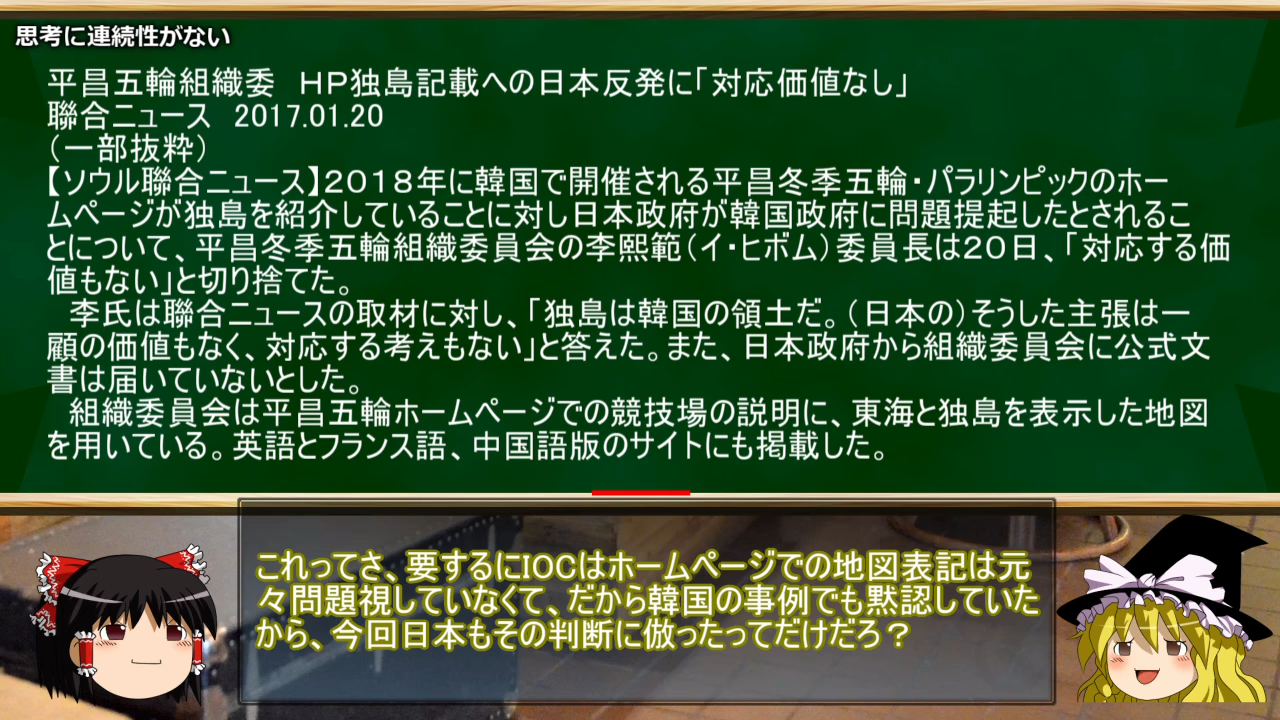 思考に連続性がない
平昌五輪組織委　ＨＰ独島記載への日本反発に「対応価値なし」
聯合ニュース　2017.01.20
（一部抜粋）
【ソウル聯合ニュース】２０１８年に韓国で開催される平昌冬季五輪・パラリンピックのホー
ムページが独島を紹介していることに対し日本政府が韓国政府に問題提起したとされるこ
とについて、平昌冬季五輪組織委員会の李熙範（イ・ヒボム）委員長は２０日、「対応する価
値もない」と切り捨てた。
　李氏は聯合ニュースの取材に対し、「独島は韓国の領土だ。（日本の）そうした主張は一
顧の価値もなく、対応する考えもない」と答えた。また、日本政府から組織委員会に公式文
書は届いていないとした。
　組織委員会は平昌五輪ホームページでの競技場の説明に、東海と独島を表示した地図
を用いている。英語とフランス語、中国語版のサイトにも掲載した。
これってさ、要するにIOCはホームページでの地図表記は元
々問題視していなくて、だから韓国の事例でも黙認していた
から、今回日本もその判断に倣ったってだけだろ？